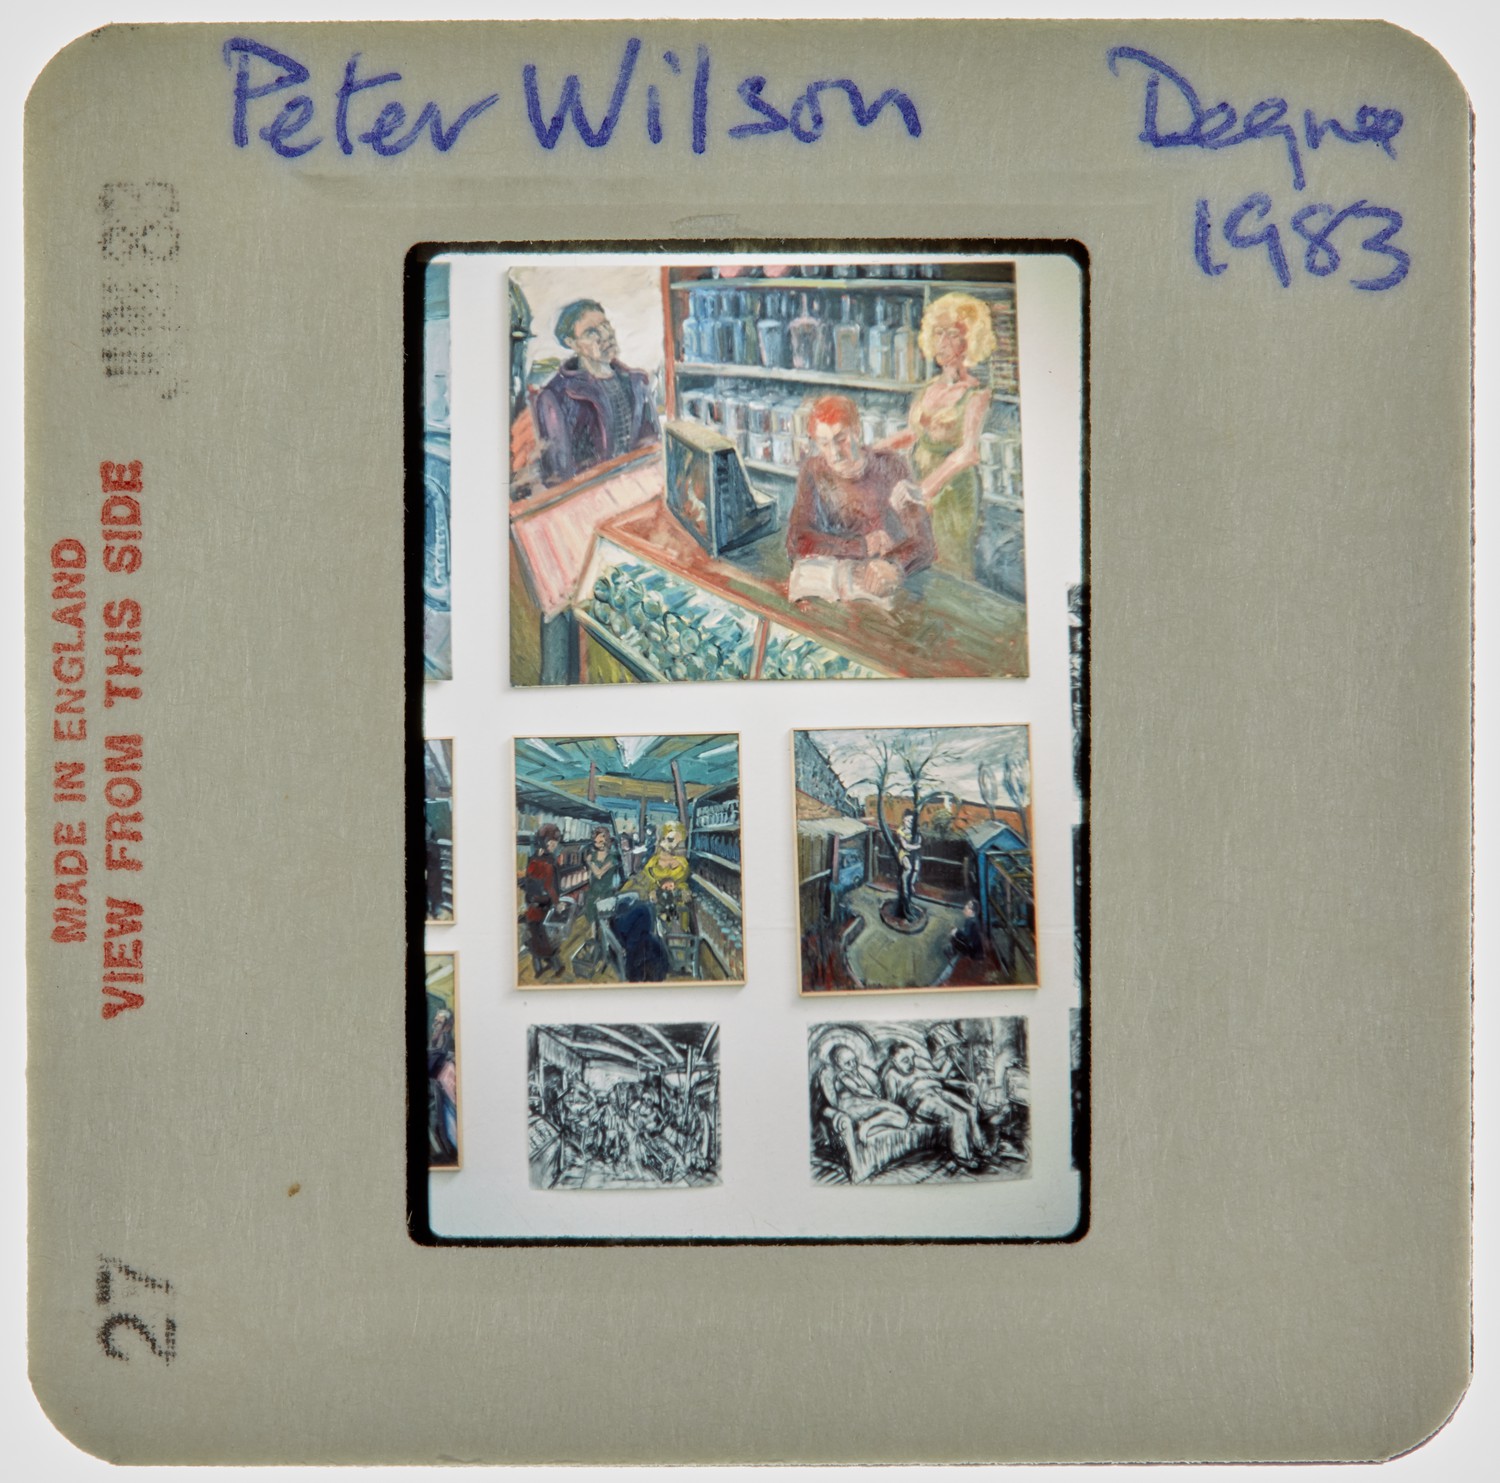 Peter Wilson
Degree
1983
MADE IN ENGLAND
VIEW FROM THIS SIDE
27